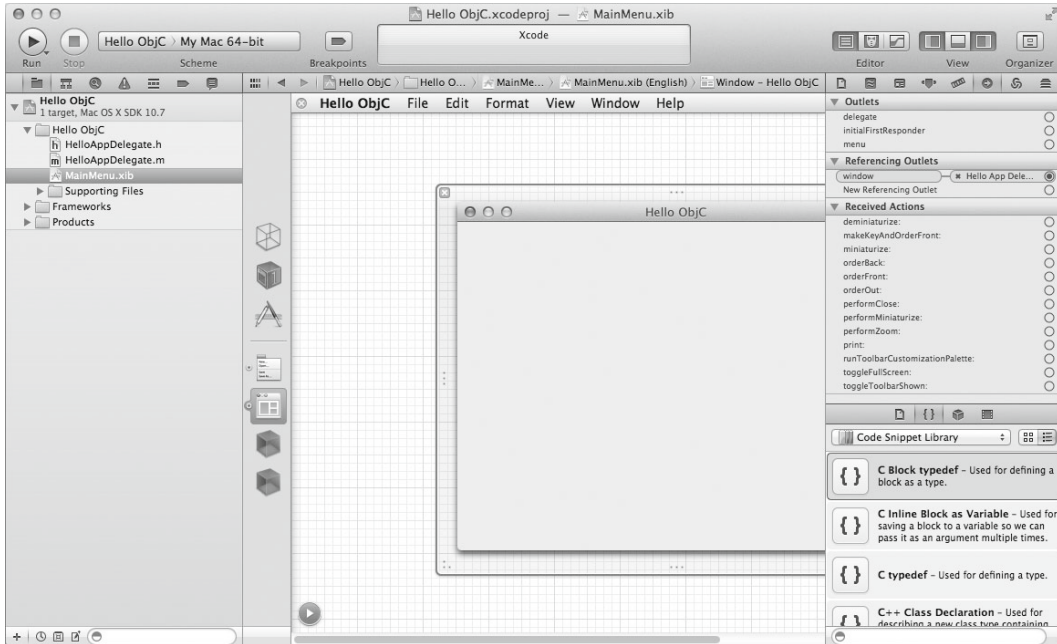 Hello ObjC.xcodeproj — MainMenu.xib
Hello ObjC › My Mac 64-bit
Xcode
Run Stop Scheme Breakpoints Editor View Organizer
Hello ObjC › Hello O... › MainMe... › MainMenu.xib (English) › Window – Hello ObjC
Hello ObjC
1 target, Mac OS X SDK 10.7
Hello ObjC
h HelloAppDelegate.h
m HelloAppDelegate.m
MainMenu.xib
Supporting Files
Frameworks
Products
Hello ObjC File Edit Format View Window Help
Hello ObjC
Outlets
delegate
initialFirstResponder
menu
Referencing Outlets
window Hello App Dele...
New Referencing Outlet
Received Actions
deminiaturize:
makeKeyAndOrderFront:
miniaturize:
orderBack:
orderFront:
orderOut:
performClose:
performMiniaturize:
performZoom:
print:
runToolbarCustomizationPalette:
toggleFullScreen:
toggleToolbarShown:
{}
Code Snippet Library
{ } C Block typedef – Used for defining a
block as a type.
{ } C Inline Block as Variable – Used for
saving a block to a variable so we can
pass it as an argument multiple times.
{ } C typedef – Used for defining a type.
{ } C++ Class Declaration – Used for
describing a new class type containing